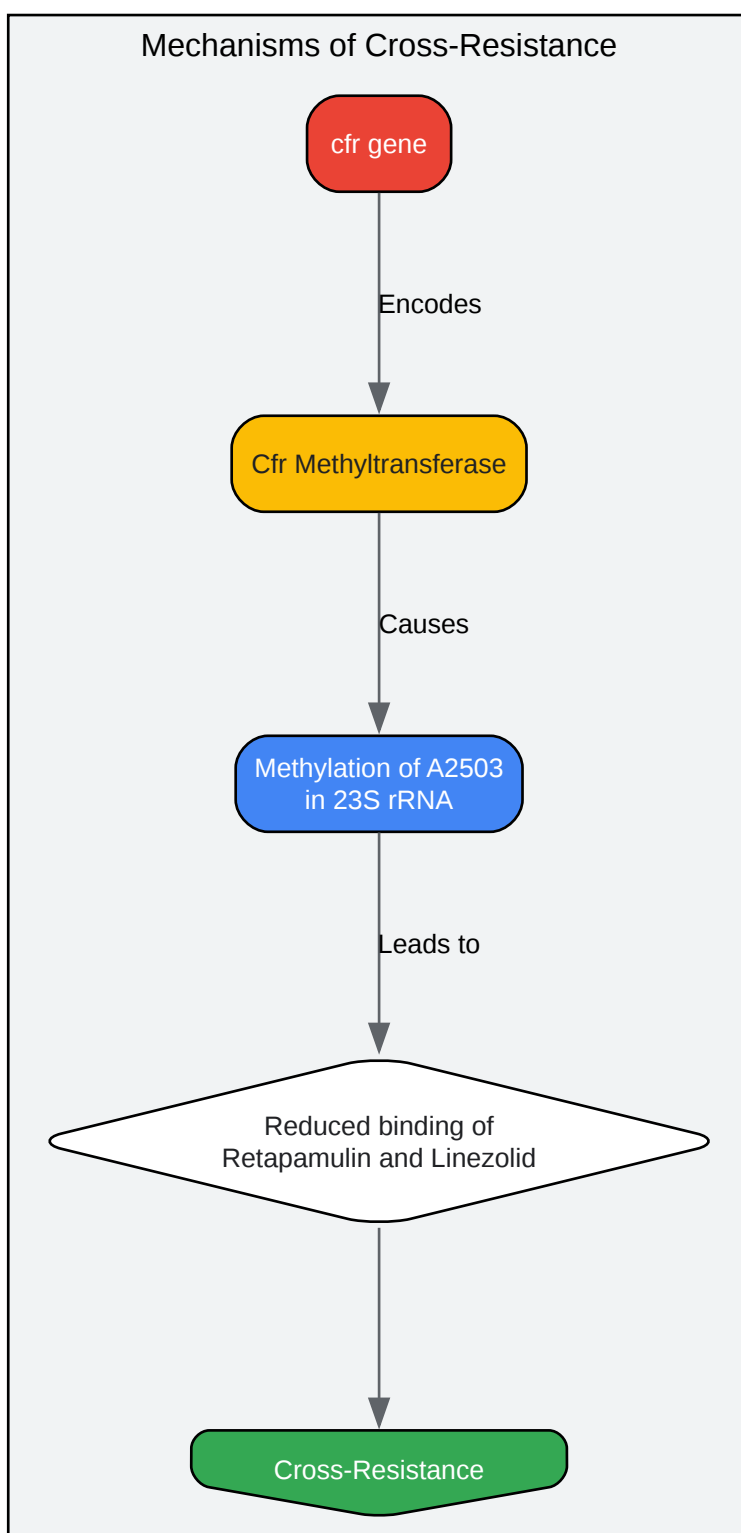 Mechanisms of Cross-Resistance
cfr gene
Encodes
Cfr Methyltransferase
Causes
Methylation of A2503
in 23S rRNA
Leads to
Reduced binding of
Retapamulin and Linezolid
Cross-Resistance